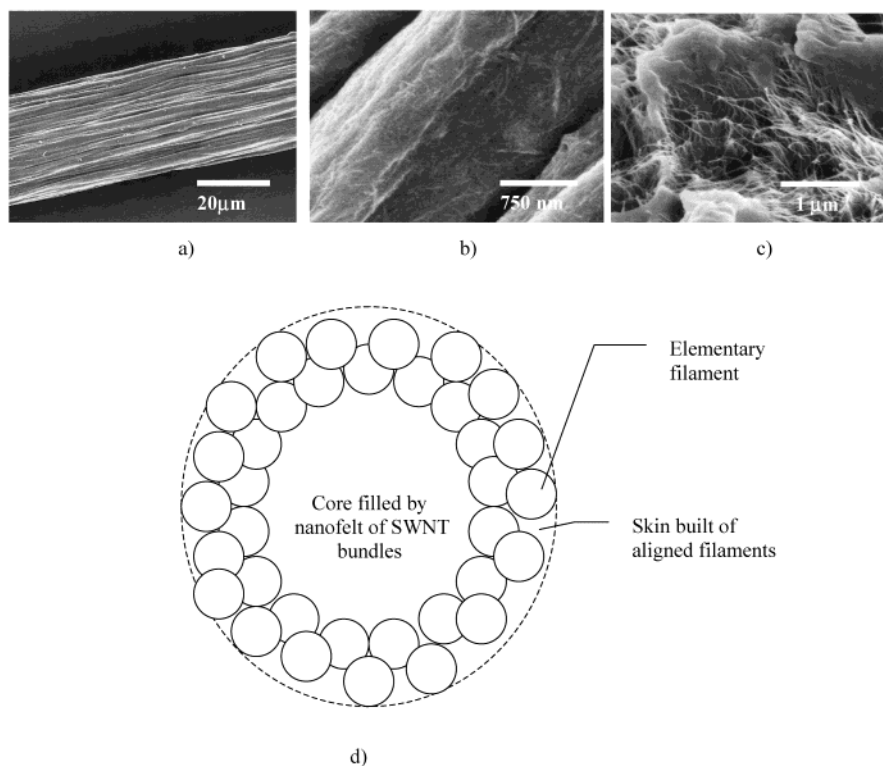 20μm
750 nm
1 μm
a)
b)
c)
Elementary
filament
Core filled by
nanofelt of SWNT
bundles
Skin built of
aligned filaments
d)